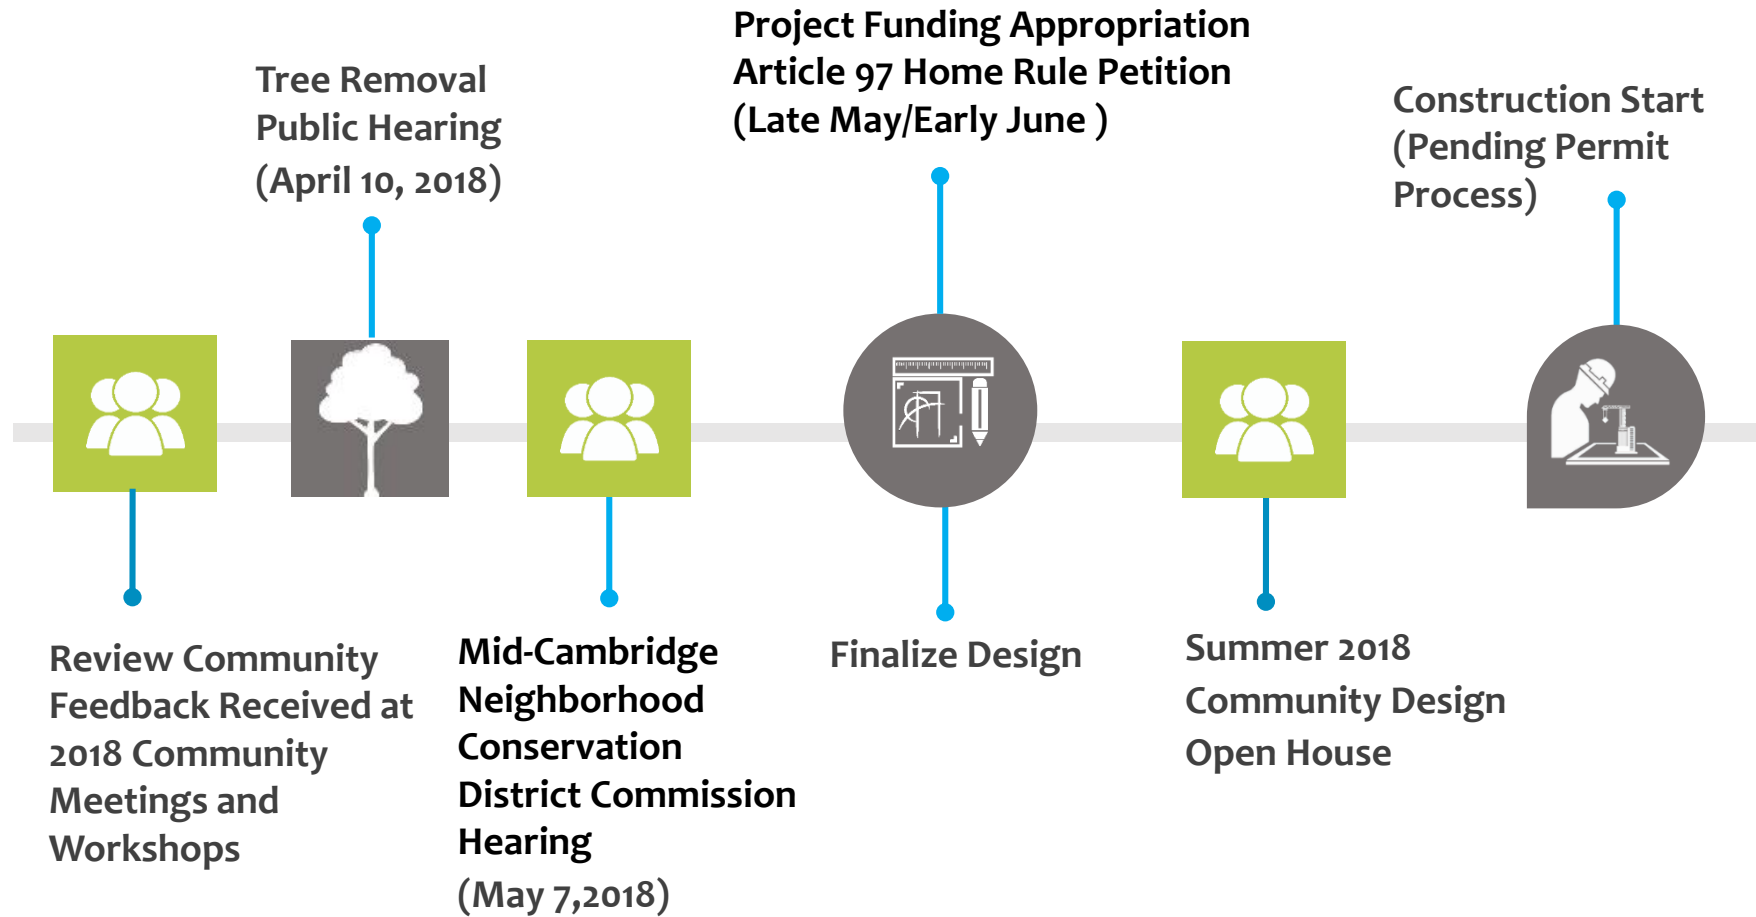 Project Funding Appropriation
Article 97 Home Rule Petition
(Late May/Early June )
Tree Removal
Public Hearing
(April 10, 2018)
Construction Start
(Pending Permit
Process)
Review Community
Feedback Received at
2018 Community
Meetings and
Workshops
Mid-Cambridge
Neighborhood
Conservation
District Commission
Hearing
(May 7,2018)
Finalize Design
Summer 2018
Community Design
Open House